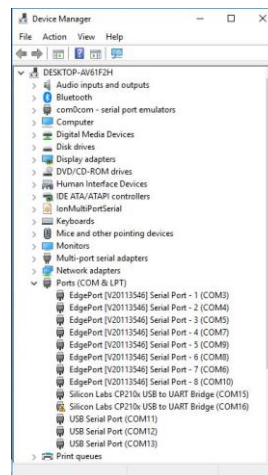 Device Manager
File Action View Help
DESKTOP-AV61F2H
Audio inputs and outputs
Bluetooth
com0com - serial port emulators
Computer
Digital Media Devices
Disk drives
Display adapters
DVD/CD-ROM drives
Human Interface Devices
IDE ATA/ATAPI controllers
IonMultiPortSerial
Keyboards
Mice and other pointing devices
Monitors
Multi-port serial adapters
Network adapters
Ports (COM & LPT)
EdgePort [V20113546] Serial Port - 1 (COM3)
EdgePort [V20113546] Serial Port - 2 (COM4)
EdgePort [V20113546] Serial Port - 3 (COM5)
EdgePort [V20113546] Serial Port - 4 (COM7)
EdgePort [V20113546] Serial Port - 5 (COM9)
EdgePort [V20113546] Serial Port - 6 (COM6)
EdgePort [V20113546] Serial Port - 7 (COM8)
EdgePort [V20113546] Serial Port - 8 (COM10)
Silicon Labs CP210x USB to UART Bridge (COM15)
Silicon Labs CP210x USB to UART Bridge (COM16)
USB Serial Port (COM11)
USB Serial Port (COM12)
USB Serial Port (COM13)
Print queues